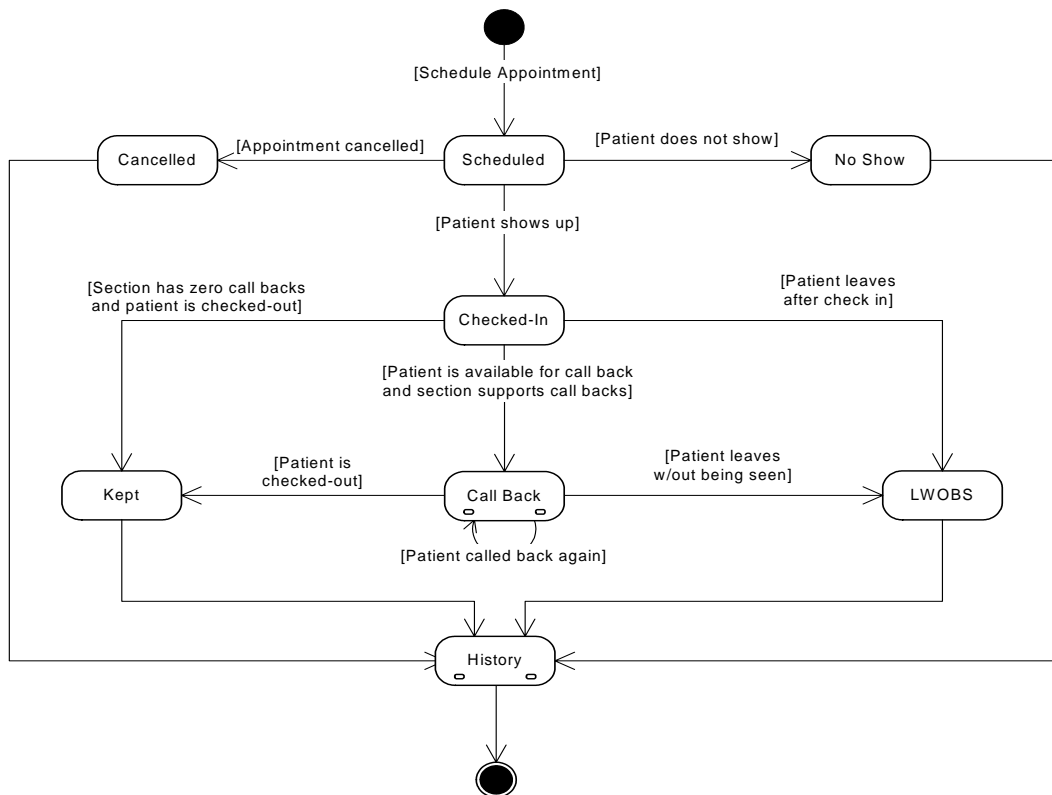 [Schedule Appointment]
Cancelled
[Appointment cancelled]
Scheduled
[Patient does not show]
No Show
[Patient shows up]
[Section has zero call backs
and patient is checked-out]
[Patient leaves
after check in]
Checked-In
[Patient is available for call back
and section supports call backs]
[Patient is
checked-out]
[Patient leaves
w/out being seen]
Kept
Call Back
LWOBS
[Patient called back again]
History